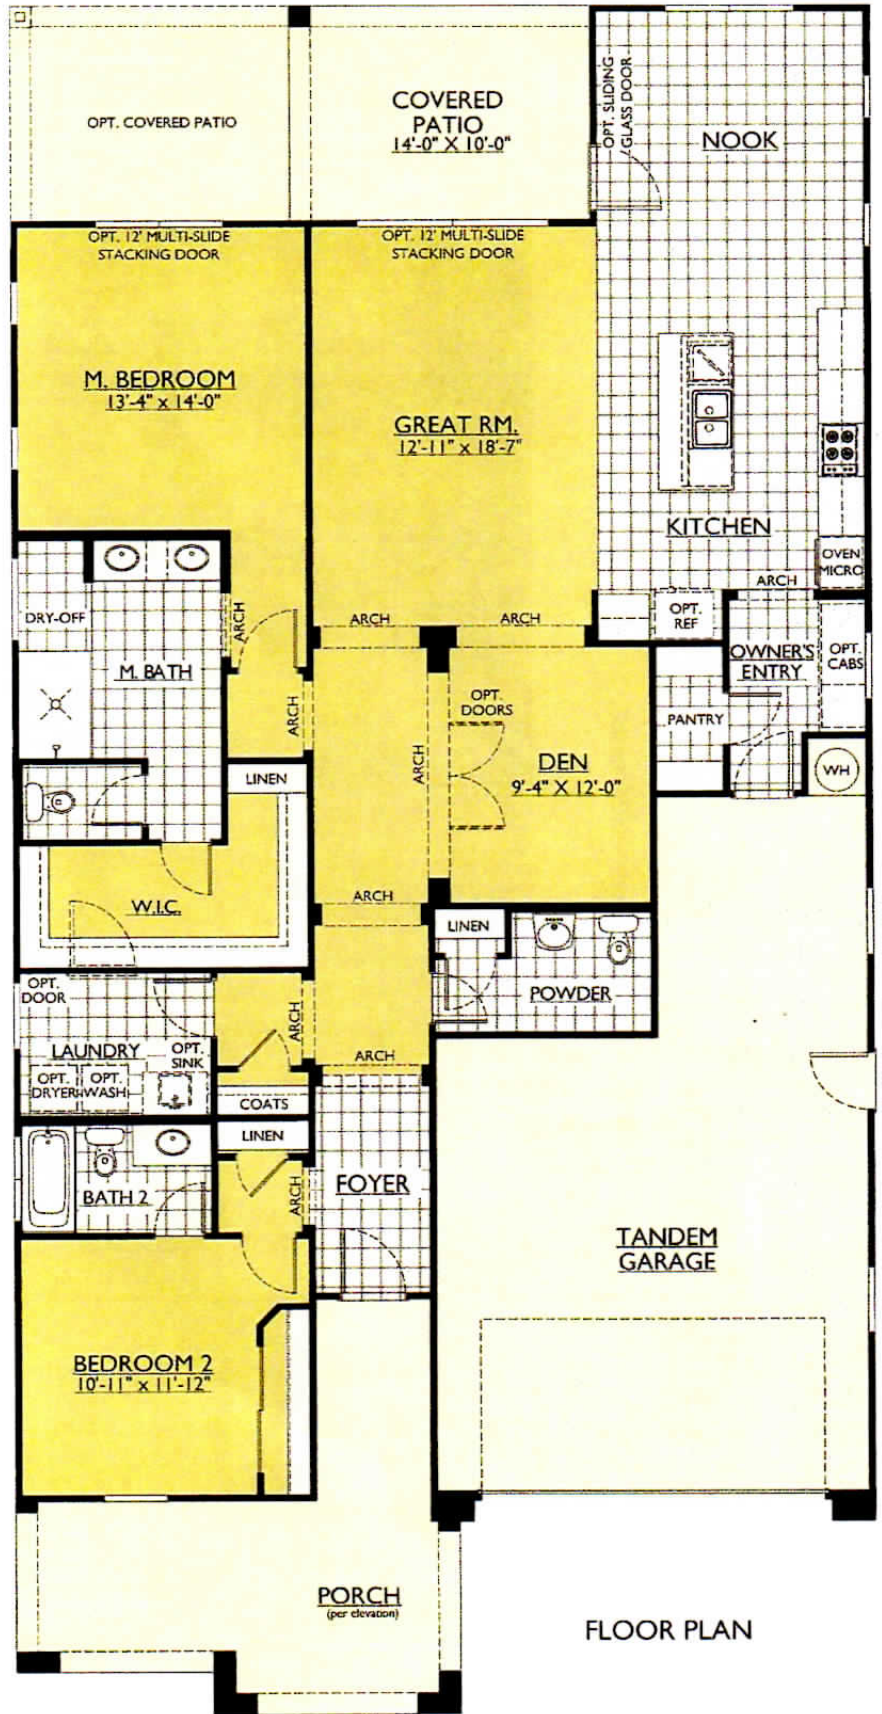 OPT. COVERED PATIO
COVERED
PATIO
14'-0" X 10'-0"
OPT. SLIDING
GLASS DOOR
NOOK
OPT. 12' MULTI-SLIDE
STACKING DOOR
OPT. 12' MULTI-SLIDE
STACKING DOOR
M. BEDROOM
13'-4" x 14'-0"
GREAT RM.
12'-11" x 18'-7"
KITCHEN
OVEN
MICRO
ARCH
DRY-OFF
ARCH
ARCH
ARCH
OPT.
REF
M. BATH
OWNER'S
ENTRY
OPT.
CABS
ARCH
OPT.
DOORS
PANTRY
ARCH
DEN
9'-4" X 12'-0"
WH
LINEN
W.I.C.
ARCH
LINEN
POWDER
OPT.
DOOR
LAUNDRY
OPT.
SINK
OPT.
DRYER
OPT.
WASH
ARCH
ARCH
COATS
LINEN
BATH 2
ARCH
FOYER
TANDEM
GARAGE
BEDROOM 2
10'-11" x 11'-12"
PORCH
(per elevation)
FLOOR PLAN